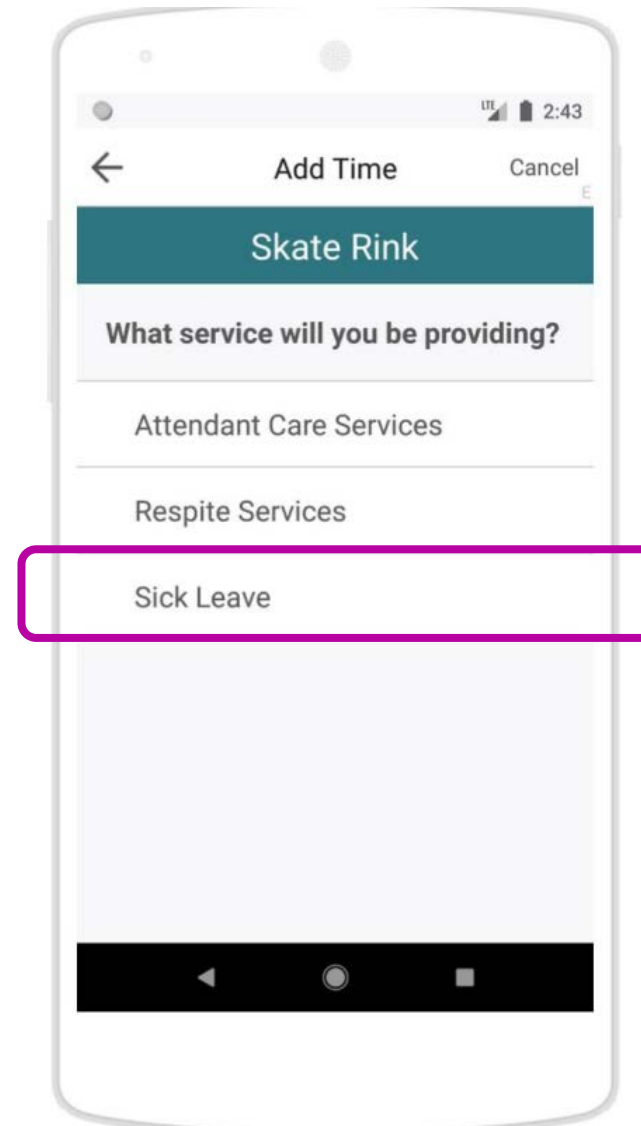 LTE 2:43
Add Time Cancel
E
Skate Rink
What service will you be providing?
Attendant Care Services
Respite Services
Sick Leave